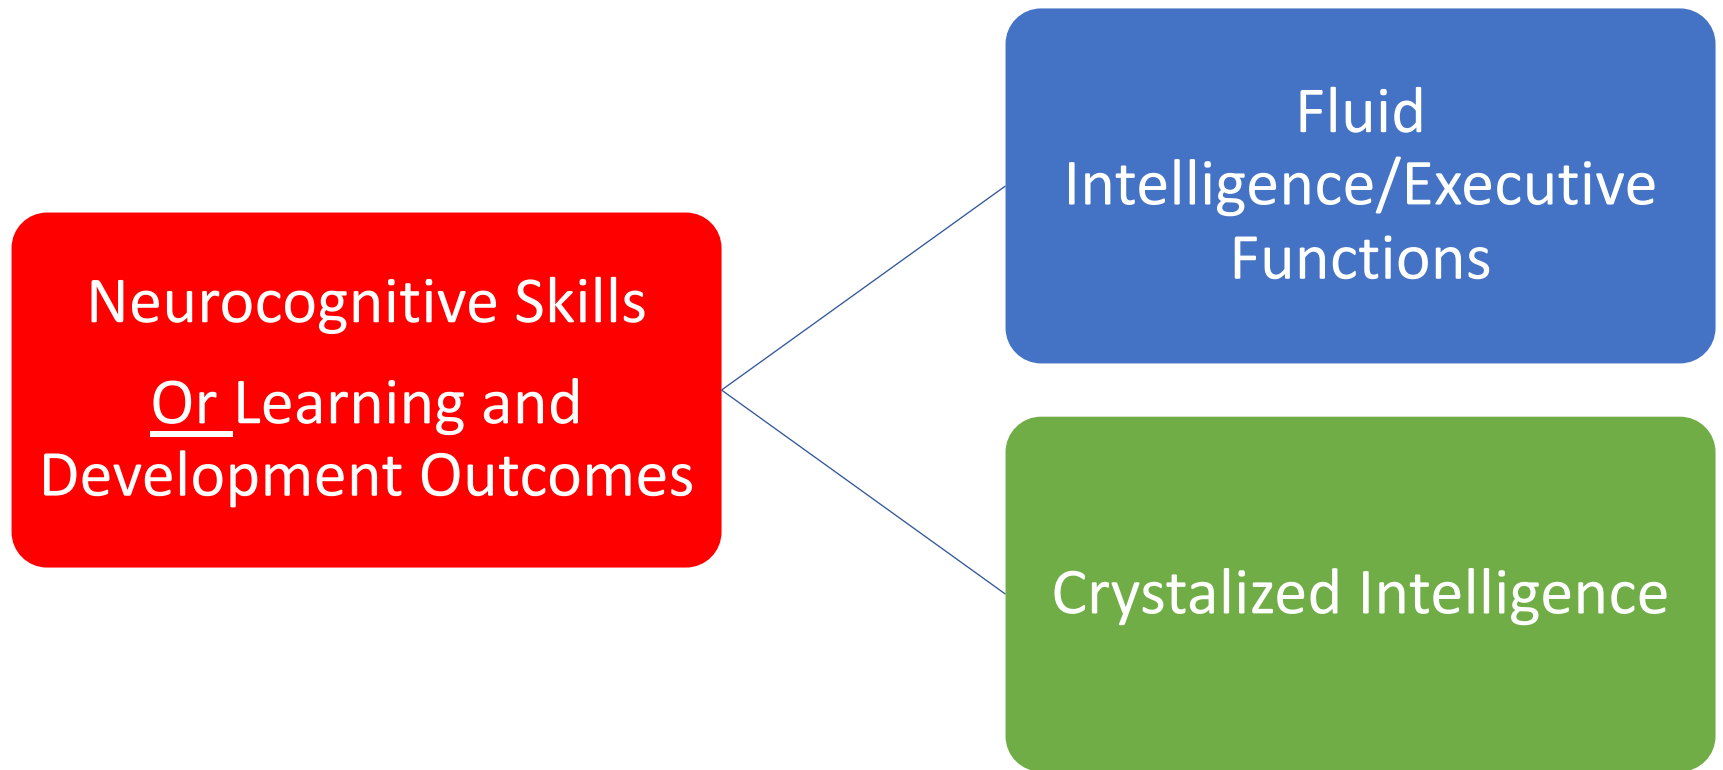 Neurocognitive Skills
Or Learning and
Development Outcomes
Fluid
Intelligence/Executive
Functions
Crystalized Intelligence